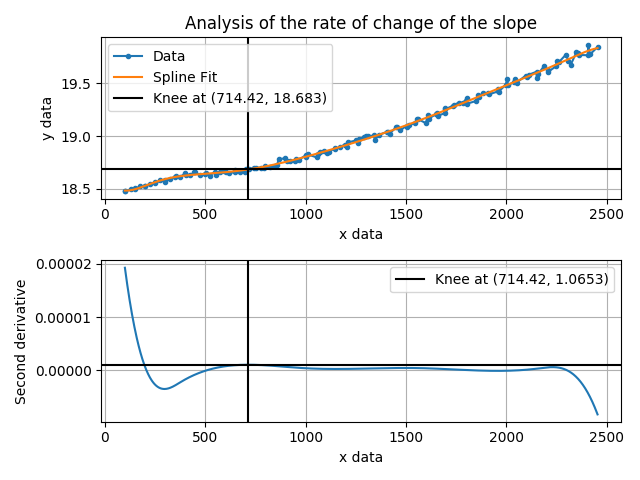 Analysis of the rate of change of the slope
Data
Spline Fit
Knee at (714.42, 18.683)
y data
19.5
19.0
18.5
0 500 1000 1500 2000 2500
x data
Knee at (714.42, 1.0653)
Second derivative
0.00002
0.00001
0.00000
0 500 1000 1500 2000 2500
x data